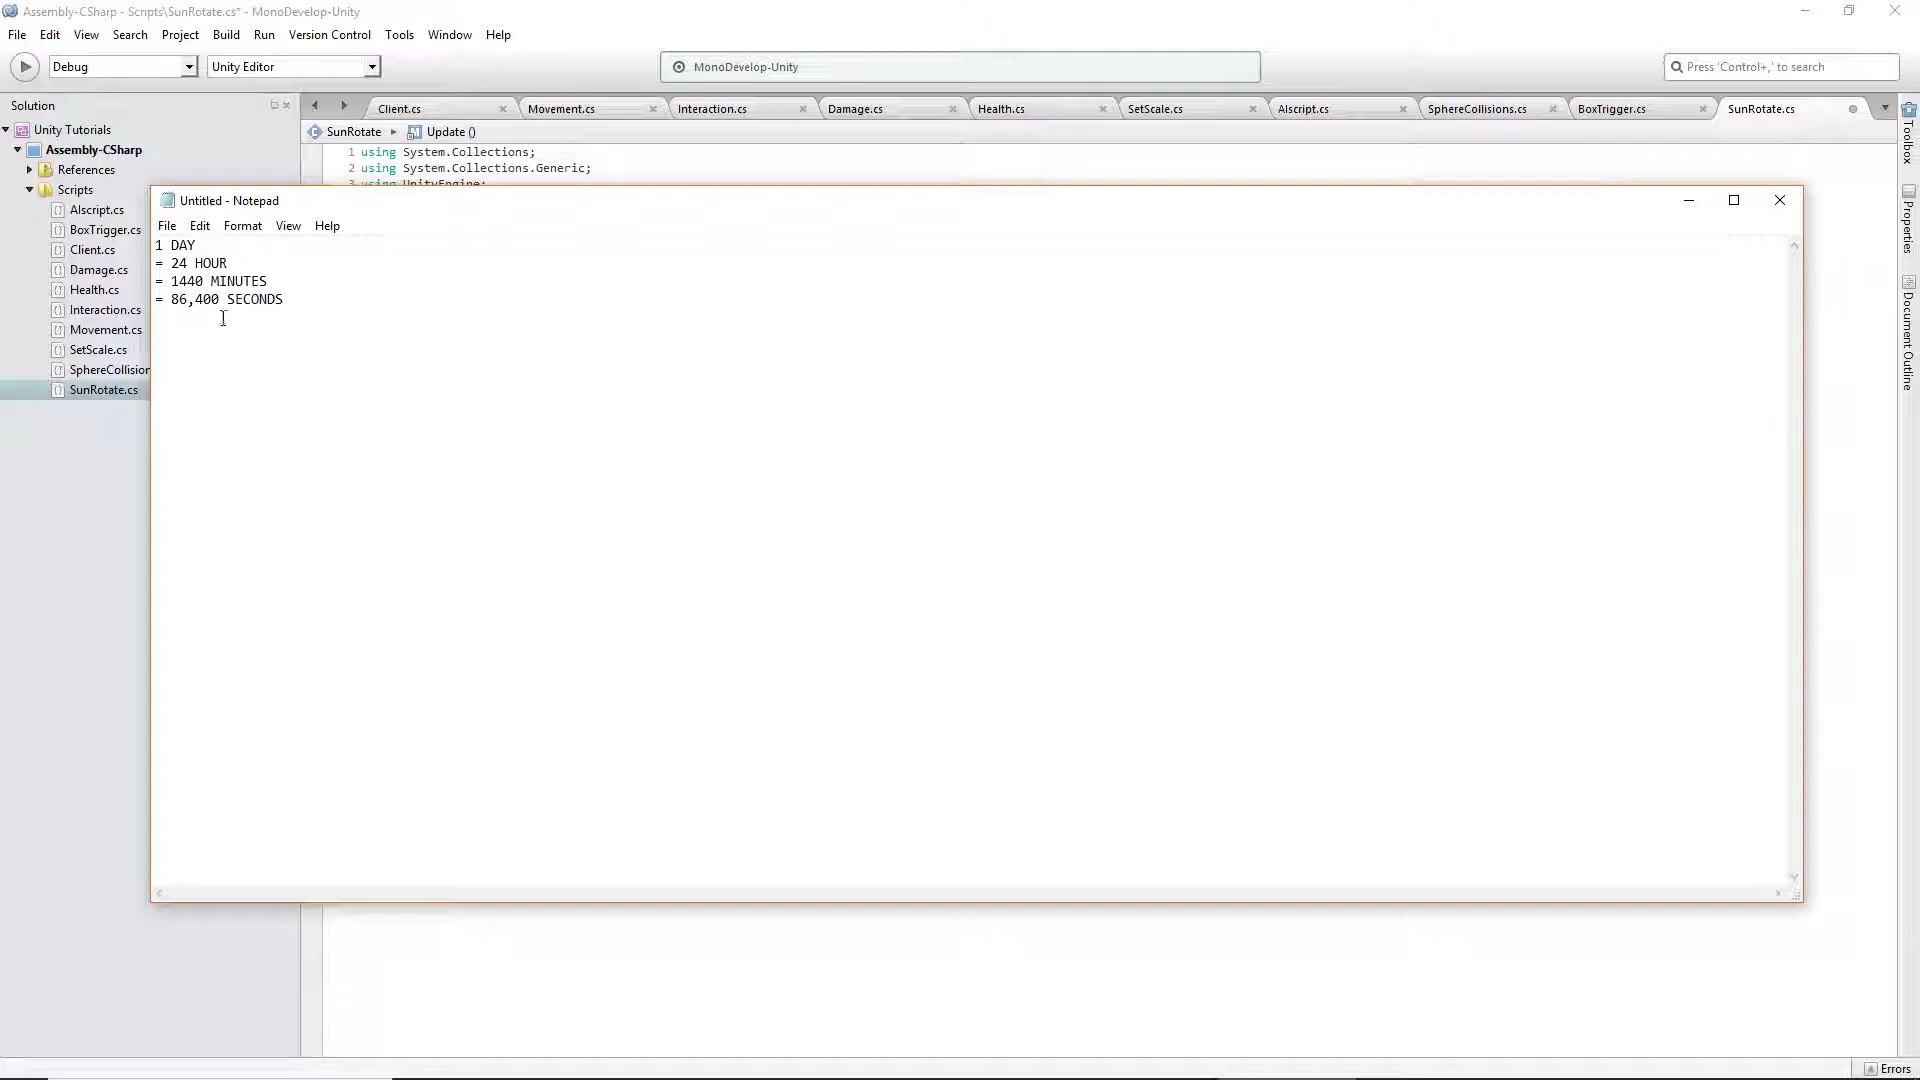 Assembly-CSharp - Scripts\SunRotate.cs* - MonoDevelop-Unity
File Edit View Search Project Build Run Version Control Tools Window Help
Debug Unity Editor MonoDevelop-Unity Press 'Control+,' to search
Solution
Client.cs Movement.cs Interaction.cs Damage.cs Health.cs SetScale.cs AIscript.cs SphereCollisions.cs BoxTrigger.cs SunRotate.cs
Unity Tutorials
SunRotate Update ()
Assembly-CSharp
1 using System.Collections;
References
2 using System.Collections.Generic;
3 using UnityEngine;
Scripts
AIscript.cs
BoxTrigger.cs
Client.cs
Damage.cs
Health.cs
Interaction.cs
Movement.cs
SetScale.cs
SphereCollision
SunRotate.cs
Untitled - Notepad
File Edit Format View Help
1 DAY
= 24 HOUR
= 1440 MINUTES
= 86,400 SECONDS
Toolbox
Properties
Document Outline
Errors